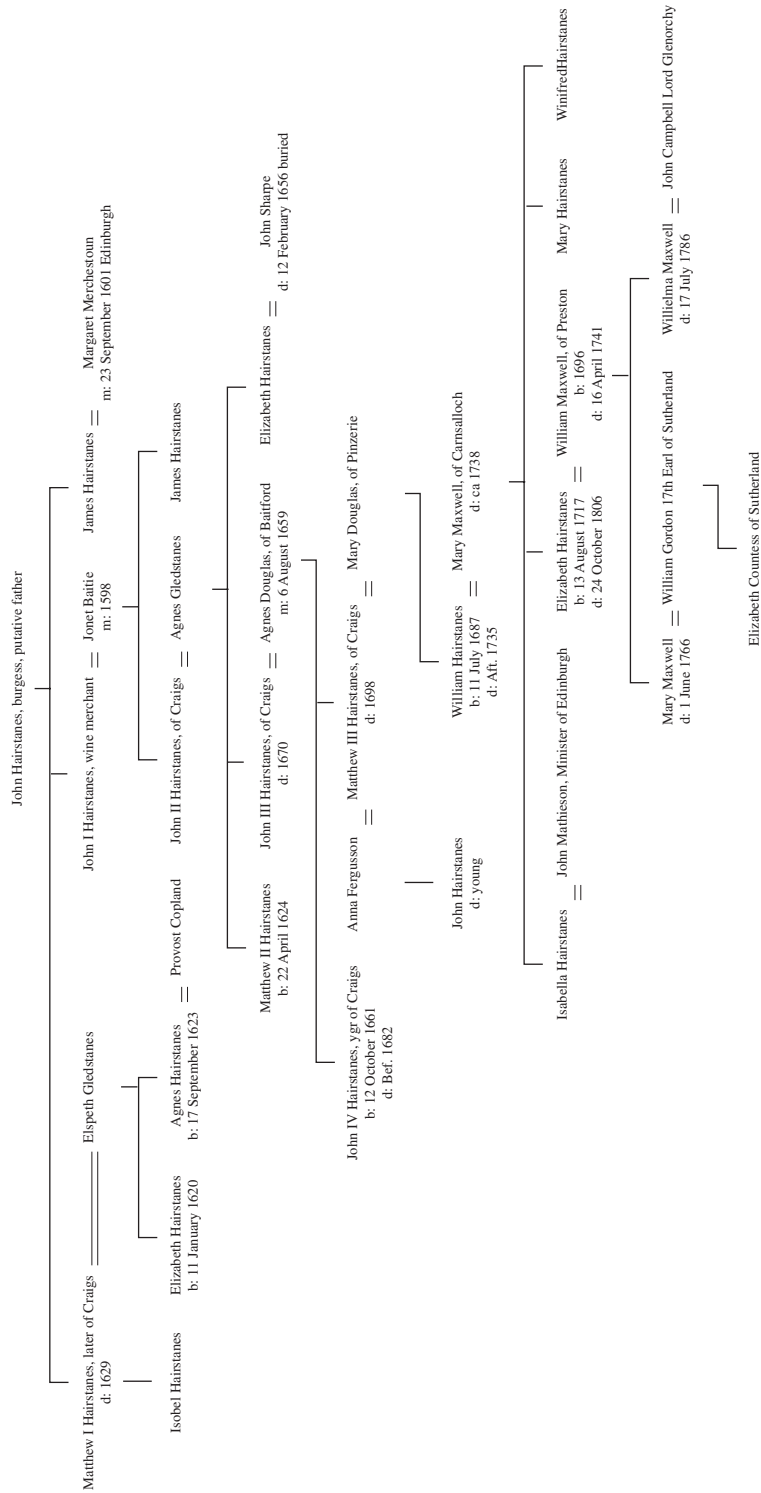 John Hairstanes, burgess, putative father
Matthew I Hairstanes, later of Craigs
d: 1629
Elspeth Gledstanes
John I Hairstanes, wine merchant
Jonet Baitie
m: 1598
James Hairstanes
Margaret Merchestoun
m: 23 September 1601 Edinburgh
Isobel Hairstanes
Elizabeth Hairstanes
b: 11 January 1620
Agnes Hairstanes
b: 17 September 1623
Provost Copland
John II Hairstanes, of Craigs
Agnes Gledstanes
James Hairstanes
Matthew II Hairstanes
b: 22 April 1624
John III Hairstanes, of Craigs
d: 1670
Agnes Douglas, of Baitford
m: 6 August 1659
Elizabeth Hairstanes
John Sharpe
d: 12 February 1656 buried
John IV Hairstanes, ygr of Craigs
b: 12 October 1661
d: Bef. 1682
Anna Fergusson
Matthew III Hairstanes, of Craigs
d: 1698
Mary Douglas, of Pinzerie
John Hairstanes
d: young
William Hairstanes
b: 11 July 1687
d: Aft. 1735
Mary Maxwell, of Carnsalloch
d: ca 1738
Isabella Hairstanes
John Mathieson, Minister of Edinburgh
Elizabeth Hairstanes
b: 13 August 1717
d: 24 October 1806
William Maxwell, of Preston
b: 1696
d: 16 April 1741
Mary Hairstanes
WinifredHairstanes
Mary Maxwell
d: 1 June 1766
William Gordon 17th Earl of Sutherland
Willielma Maxwell
d: 17 July 1786
John Campbell Lord Glenorchy
Elizabeth Countess of Sutherland